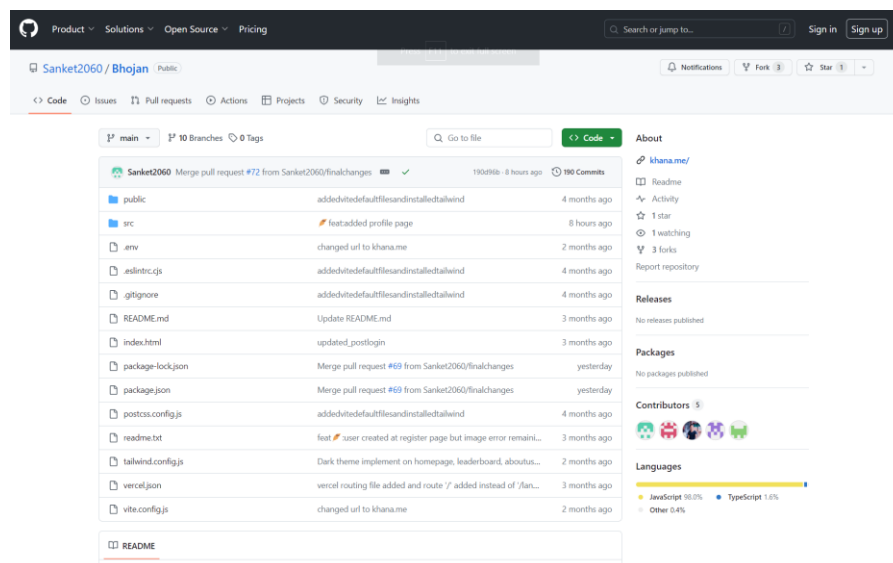 Product Solutions Open Source Pricing Search or jump to... / Sign in Sign up
to exit full screen
Sanket2060 / Bhojan Public Notifications Fork 3 Star 1
Code Issues Pull requests Actions Projects Security Insights
main 10 Branches 0 Tags Go to file Code
Sanket2060 Merge pull request #72 from Sanket2060/finalchanges 190d96b · 8 hours ago 190 Commits
public addedvitedefaultfilesandinstalledtailwind 4 months ago
src feat:added profile page 8 hours ago
.env changed url to khana.me 2 months ago
.eslintrc.cjs addedvitedefaultfilesandinstalledtailwind 4 months ago
.gitignore addedvitedefaultfilesandinstalledtailwind 4 months ago
README.md Update README.md 3 months ago
index.html updated_postlogin 3 months ago
package-lock.json Merge pull request #69 from Sanket2060/finalchanges yesterday
package.json Merge pull request #69 from Sanket2060/finalchanges yesterday
postcss.config.js addedvitedefaultfilesandinstalledtailwind 4 months ago
readme.txt feat :user created at register page but image error remaini... 3 months ago
tailwind.config.js Dark theme implement on homepage, leaderboard, aboutus... 2 months ago
vercel.json vercel routing file added and route '/' added instead of '/lan... 3 months ago
vite.config.js changed url to khana.me 2 months ago
README
About
khana.me/
Readme
Activity
1 star
1 watching
3 forks
Report repository
Releases
No releases published
Packages
No packages published
Contributors 5
Languages
JavaScript 98.0% TypeScript 1.6%
Other 0.4%